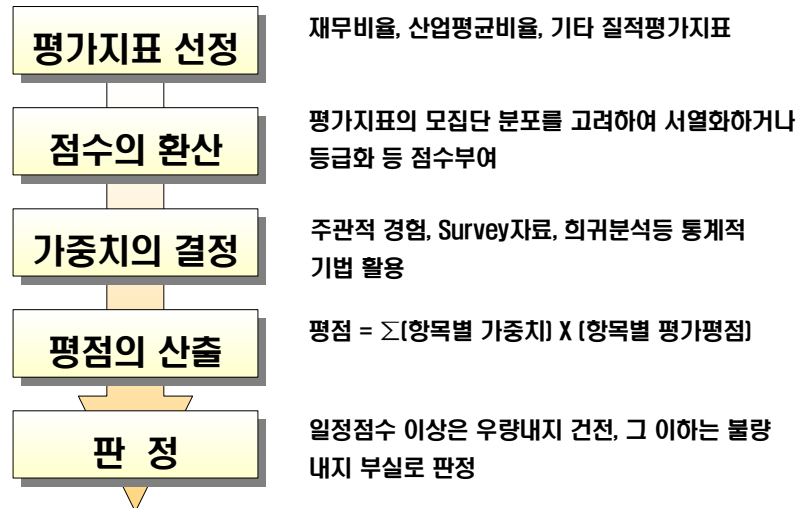 평가지표 선정
재무비율, 산업평균비율, 기타 질적평가지표
점수의 환산
평가지표의 모집단 분포를 고려하여 서열화하거나
등급화 등 점수부여
가중치의 결정
주관적 경험, Survey자료, 희귀분석등 통계적
기법 활용
평점의 산출
평점 = ∑(항목별 가중치) X (항목별 평가평점)
판 정
일정점수 이상은 우량내지 건전, 그 이하는 불량
내지 부실로 판정